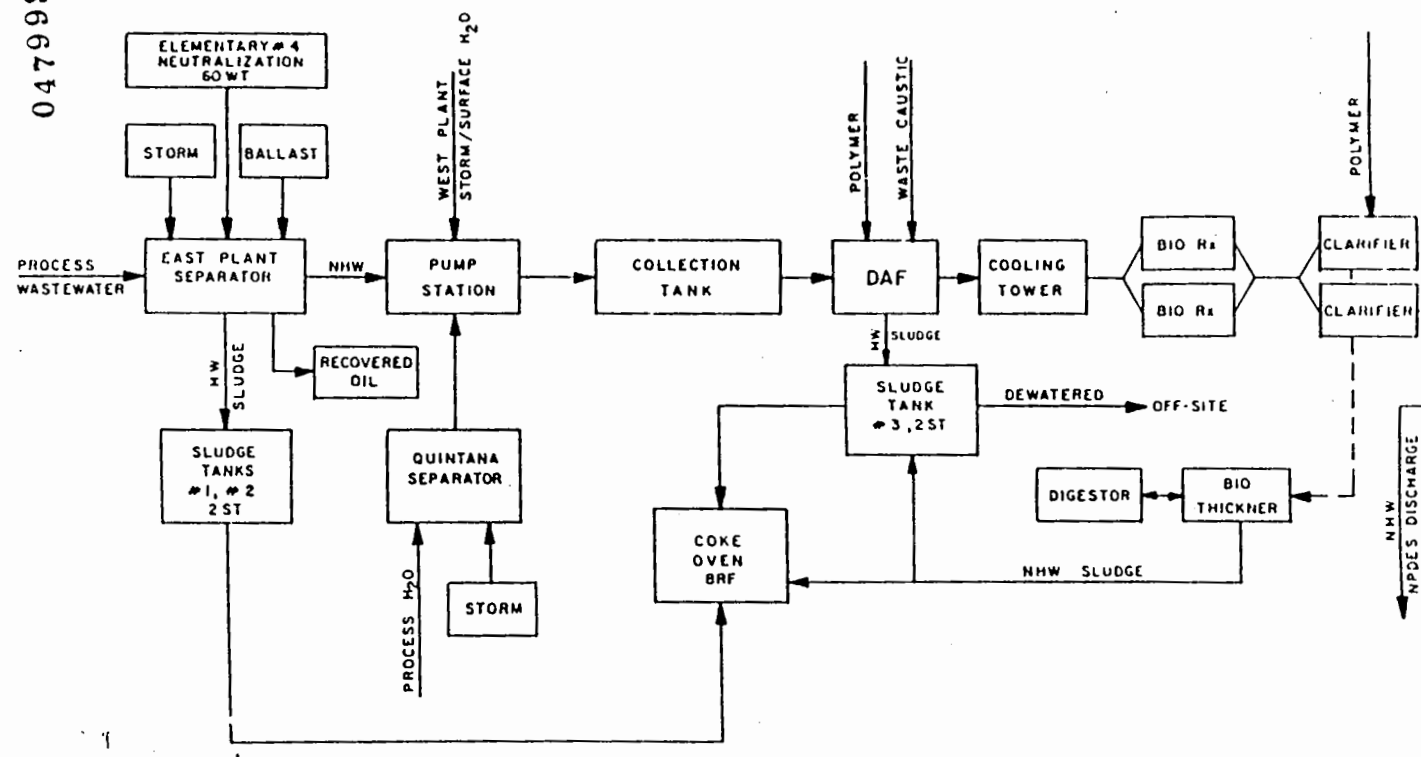 04799
ELEMENTARY #4
NEUTRALIZATION
60WT
STORM
BALLAST
WEST PLANT
STORM/SURFACE H2O
POLYMER
WASTE CAUSTIC
POLYMER
PROCESS
WASTEWATER
EAST PLANT
SEPARATOR
NHW
PUMP
STATION
COLLECTION
TANK
DAF
COOLING
TOWER
BIO Rx
BIO Rx
CLARIFIER
CLARIFIER
HW
SLUDGE
RECOVERED
OIL
HW SLUDGE
SLUDGE
TANK
#3, 2ST
DEWATERED
OFF-SITE
SLUDGE
TANKS
#1, #2
2ST
QUINTANA
SEPARATOR
DIGESTOR
BIO
THICKNER
NHW
NPDES DISCHARGE
COKE
OVEN
BRF
NHW SLUDGE
PROCESS H2O
STORM